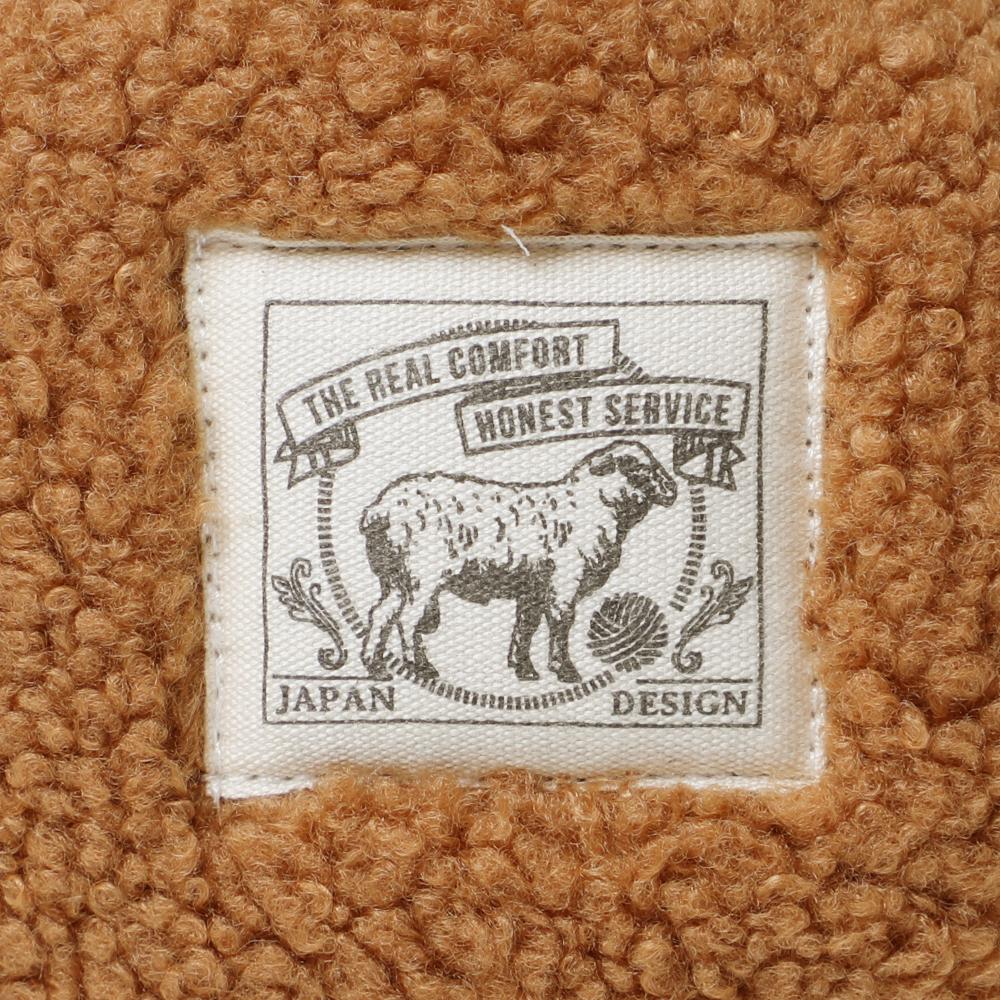 THE REAL COMFORT
HONEST SERVICE
JAPAN DESIGN